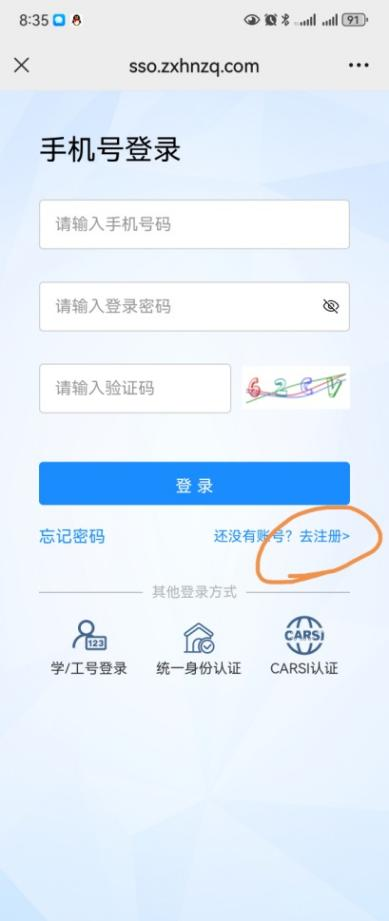 8:35 91
sso.zxhnzq.com
手机号登录
请输入手机号码
请输入登录密码
请输入验证码 63CV
登 录
忘记密码 还没有账号？去注册>
其他登录方式
123 CARSI
学/工号登录 统一身份认证 CARSI认证